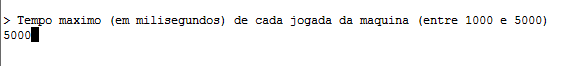 > Tempo maximo (em milisegundos) de cada jogada da maquina (entre 1000 e 5000)
5000